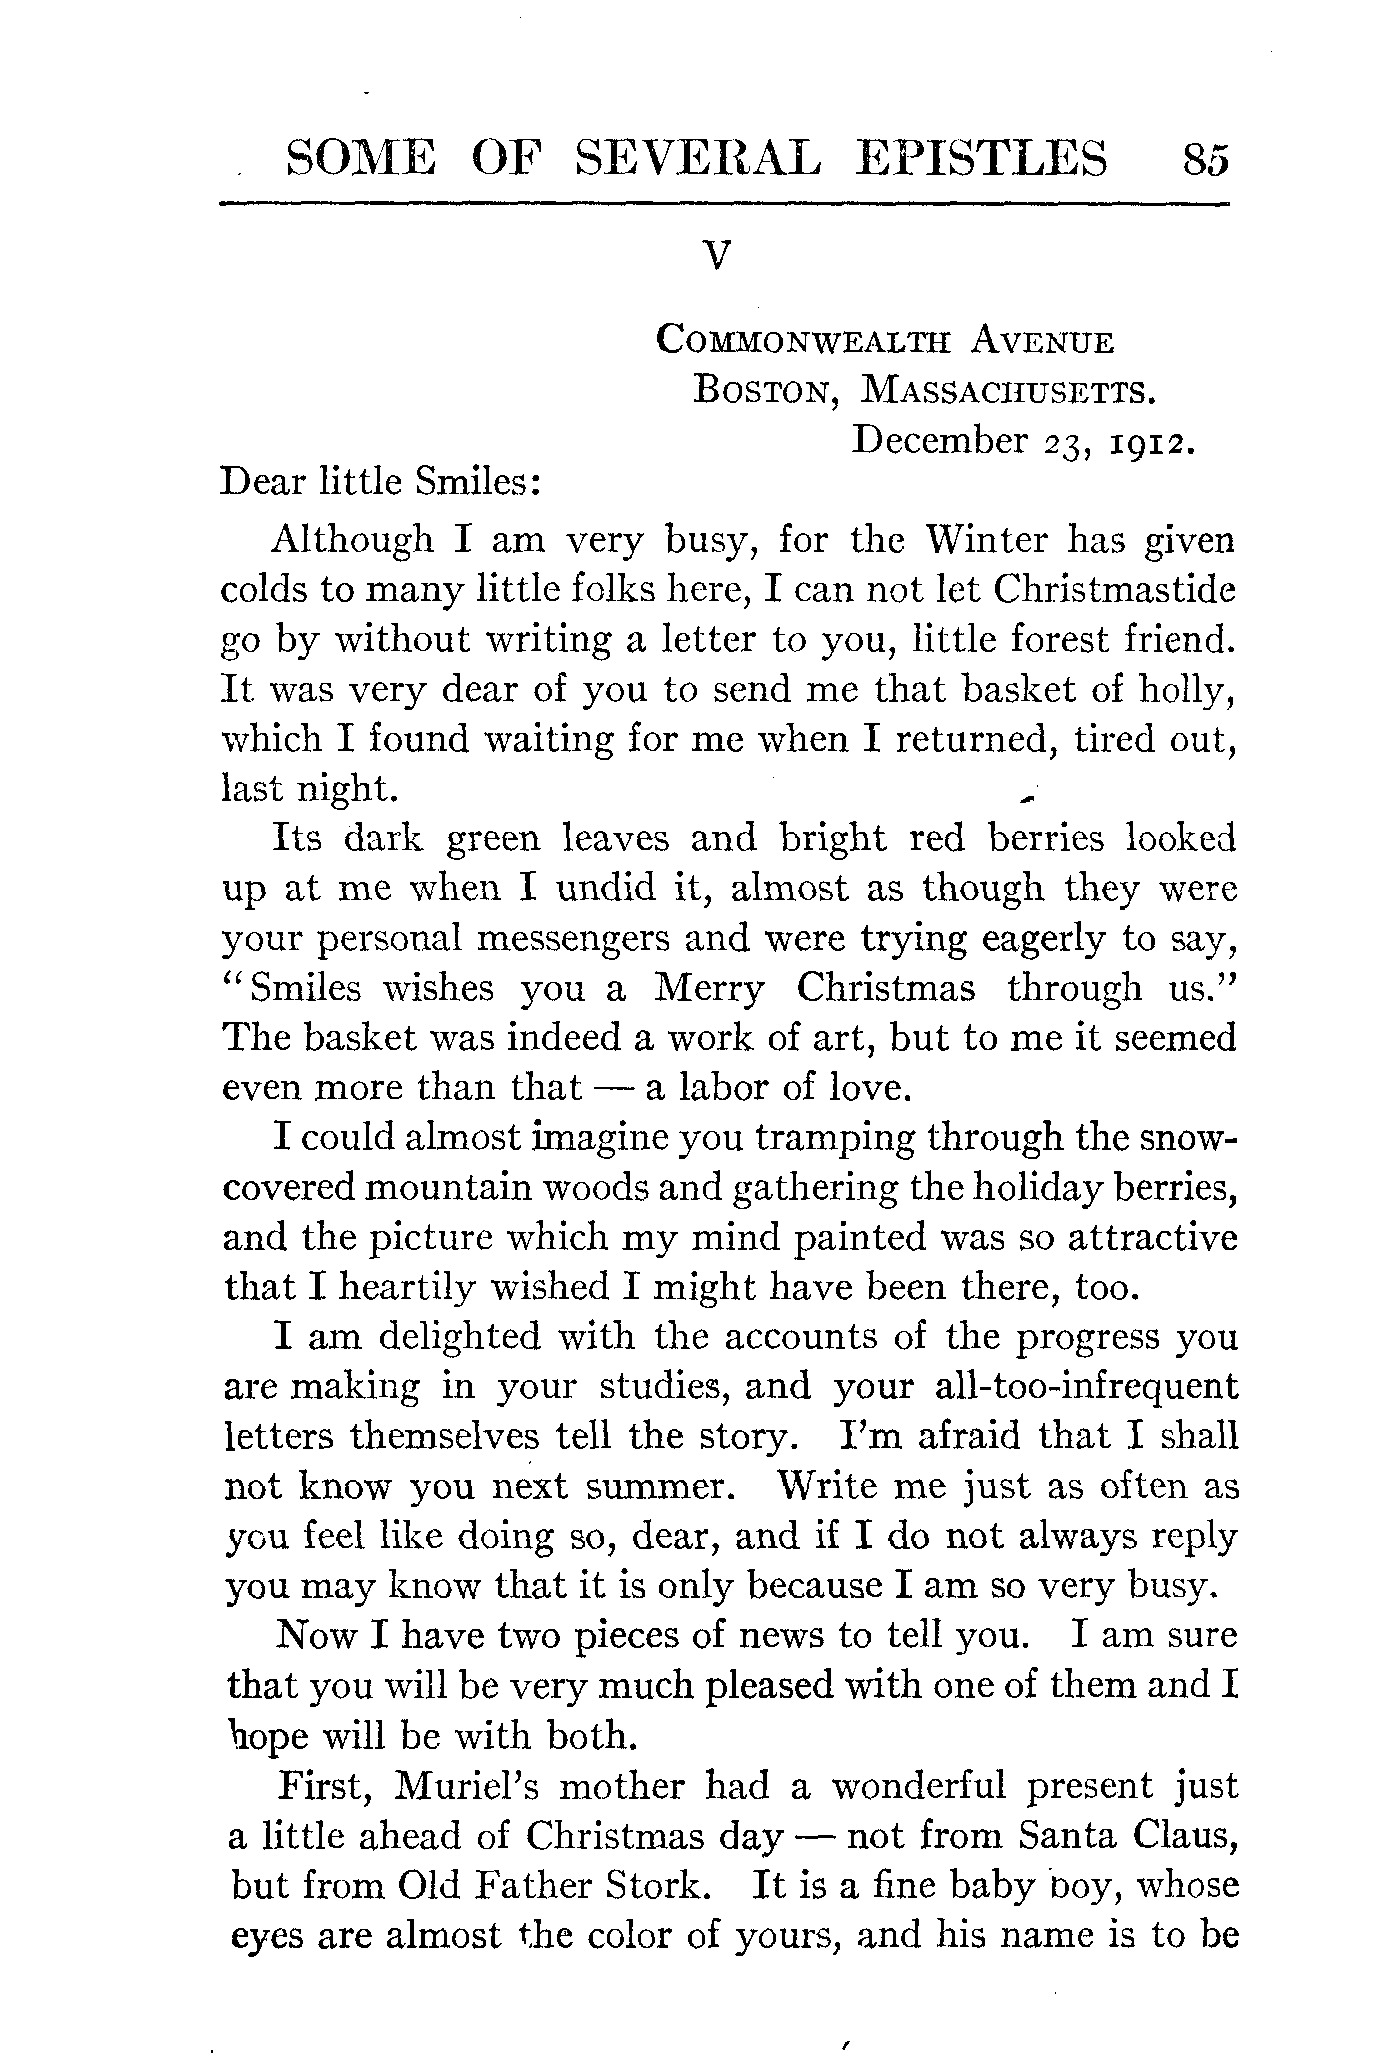 SOME OF SEVERAL EPISTLES 85
V
COMMONWEALTH AVENUE
BOSTON, MASSACHUSETTS.
December 23, 1912.
Dear little Smiles:
Although I am very busy, for the Winter has given
colds to many little folks here, I can not let Christmastide
go by without writing a letter to you, little forest friend.
It was very dear of you to send me that basket of holly,
which I found waiting for me when I returned, tired out,
last night.
Its dark green leaves and bright red berries looked
up at me when I undid it, almost as though they were
your personal messengers and were trying eagerly to say,
“Smiles wishes you a Merry Christmas through us.”
The basket was indeed a work of art, but to me it seemed
even more than that — a labor of love.
I could almost imagine you tramping through the snow-
covered mountain woods and gathering the holiday berries,
and the picture which my mind painted was so attractive
that I heartily wished I might have been there, too.
I am delighted with the accounts of the progress you
are making in your studies, and your all-too-infrequent
letters themselves tell the story. I’m afraid that I shall
not know you next summer. Write me just as often as
you feel like doing so, dear, and if I do not always reply
you may know that it is only because I am so very busy.
Now I have two pieces of news to tell you. I am sure
that you will be very much pleased with one of them and I
hope will be with both.
First, Muriel’s mother had a wonderful present just
a little ahead of Christmas day — not from Santa Claus,
but from Old Father Stork. It is a fine baby boy, whose
eyes are almost the color of yours, and his name is to be